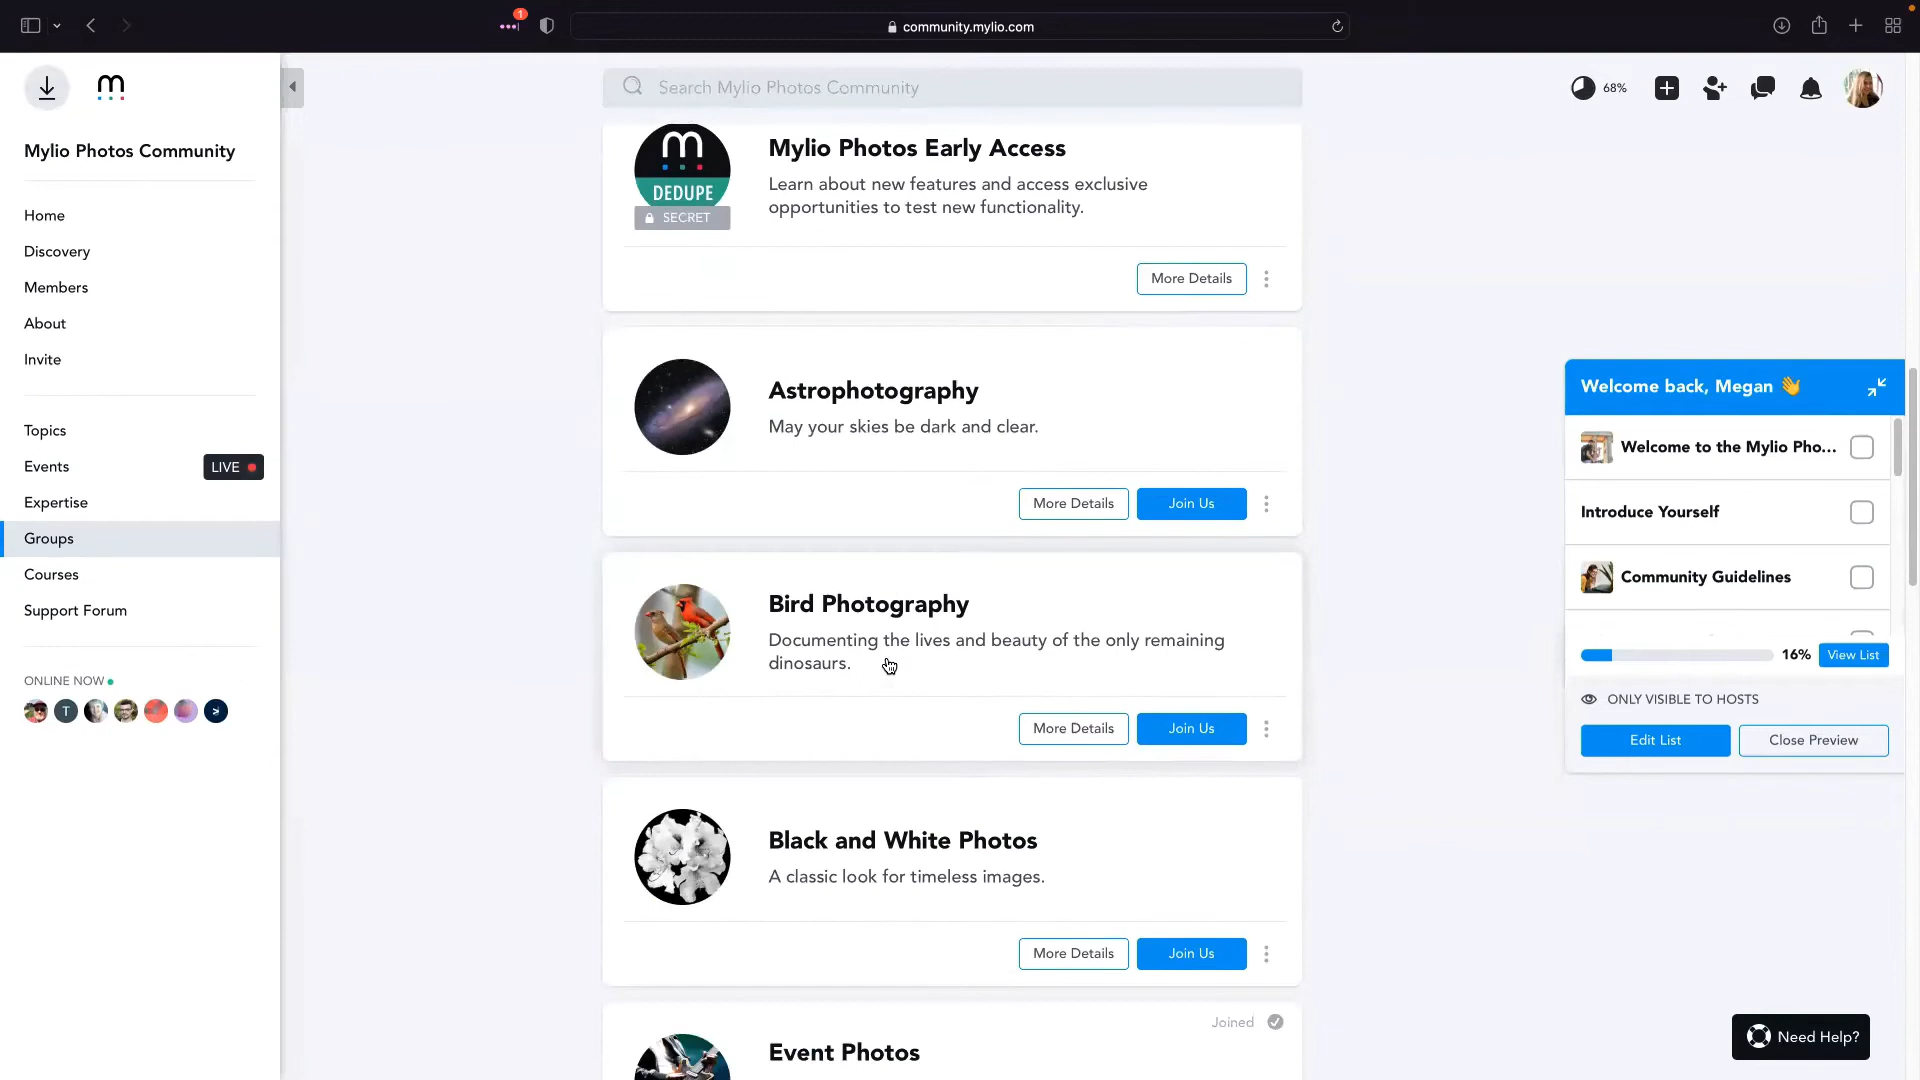 1
community.mylio.com
m
Mylio Photos Community
Home
Discovery
Members
About
Invite
Topics
Events
LIVE
Expertise
Groups
Courses
Support Forum
ONLINE NOW
T
Search Mylio Photos Community
68%
m
DEDUPE
SECRET
Mylio Photos Early Access
Learn about new features and access exclusive
opportunities to test new functionality.
More Details
Astrophotography
May your skies be dark and clear.
More Details
Join Us
Bird Photography
Documenting the lives and beauty of the only remaining
dinosaurs.
More Details
Join Us
Black and White Photos
A classic look for timeless images.
More Details
Join Us
Joined
Event Photos
Welcome back, Megan 👋
Welcome to the Mylio Pho...
Introduce Yourself
Community Guidelines
16%
View List
ONLY VISIBLE TO HOSTS
Edit List
Close Preview
Need Help?